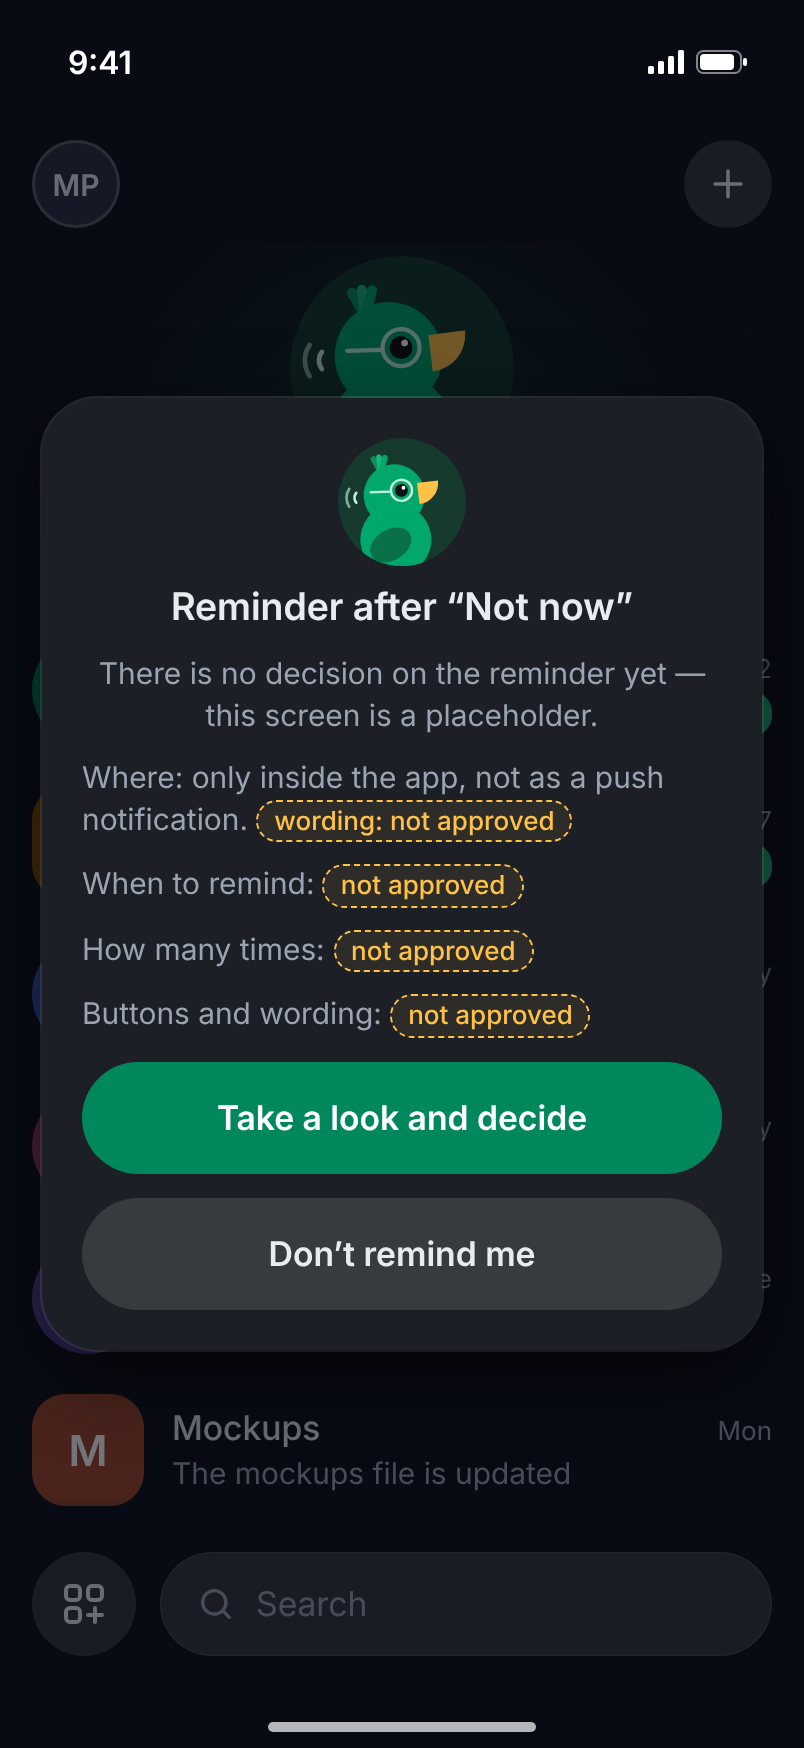 9:41
MP
Reminder after “Not now”
There is no decision on the reminder yet —
this screen is a placeholder.
Where: only inside the app, not as a push
notification. wording: not approved
When to remind: not approved
How many times: not approved
Buttons and wording: not approved
Take a look and decide
Don’t remind me
M
Mockups
Mon
The mockups file is updated
Search